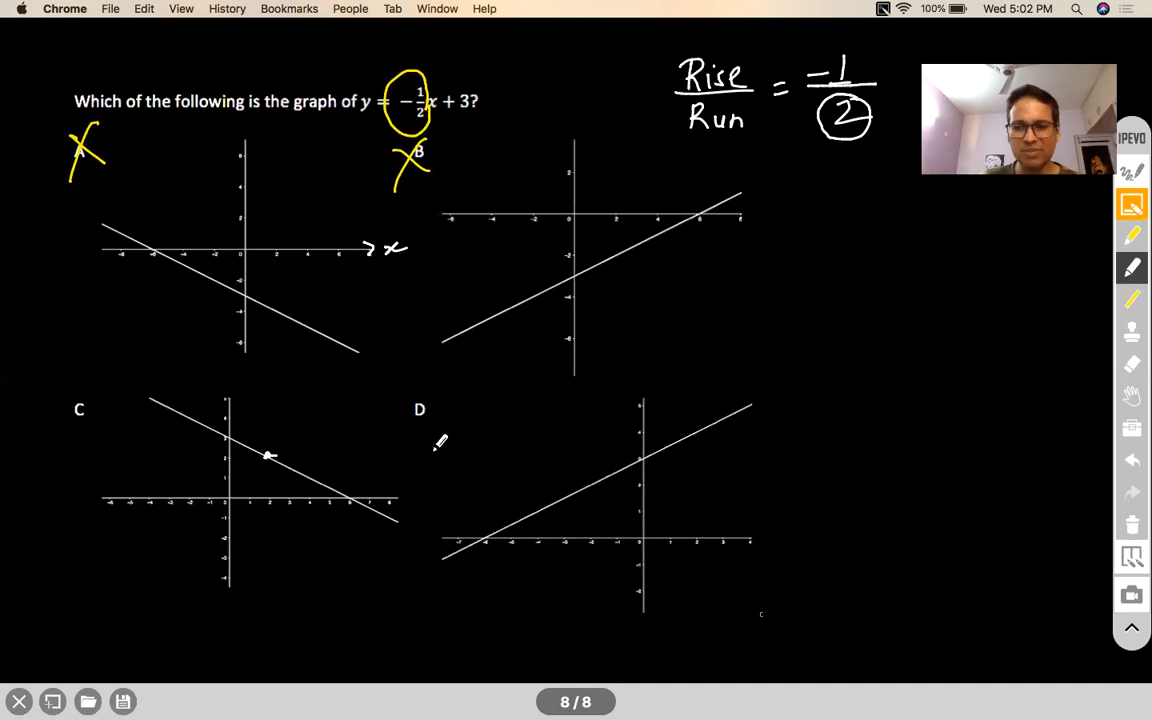 Chrome File Edit View History Bookmarks People Tab Window Help 100% Wed 5:02 PM
Rise/Run = -1/2
Which of the following is the graph of y = -1/2x + 3?
IPEVO
A
B
x
C
D
8 / 8